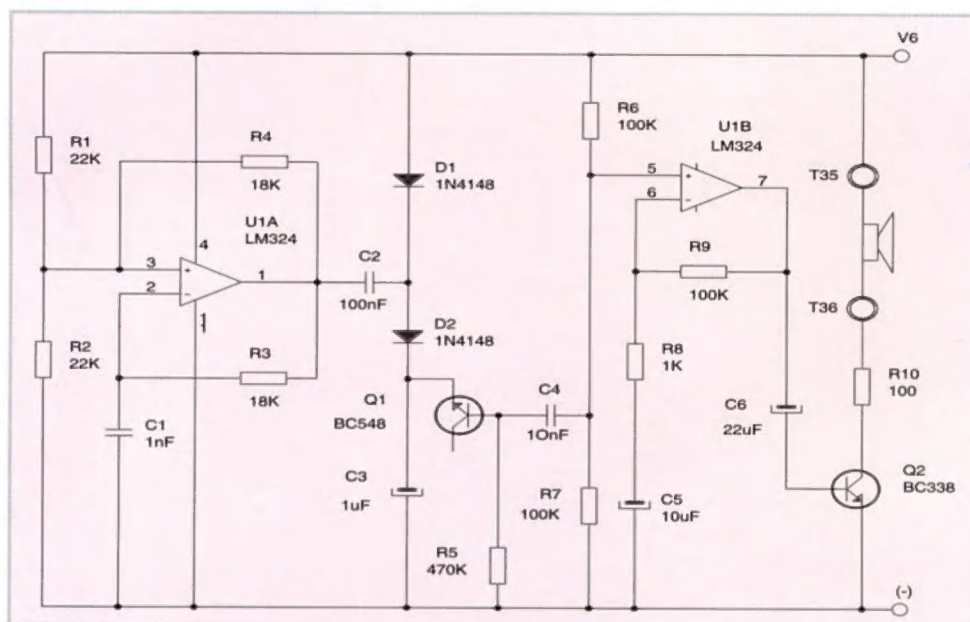 V6
R1
22K
R4
18K
D1
1N4148
R6
100K
U1B
LM324
T35
U1A
LM324
4
3
+
2
-
1
C2
100nF
5
+
6
-
7
R9
100K
T36
R2
22K
R3
18K
D2
1N4148
R8
1K
R10
100
C1
1nF
Q1
BC548
C4
1OnF
C6
22uF
Q2
BC338
C3
1uF
R7
100K
C5
10uF
R5
470K
(-)